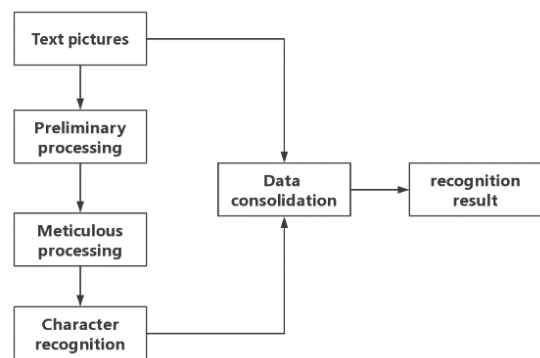 Text pictures
Preliminary
processing
Meticulous
processing
Character
recognition
Data
consolidation
recognition
result